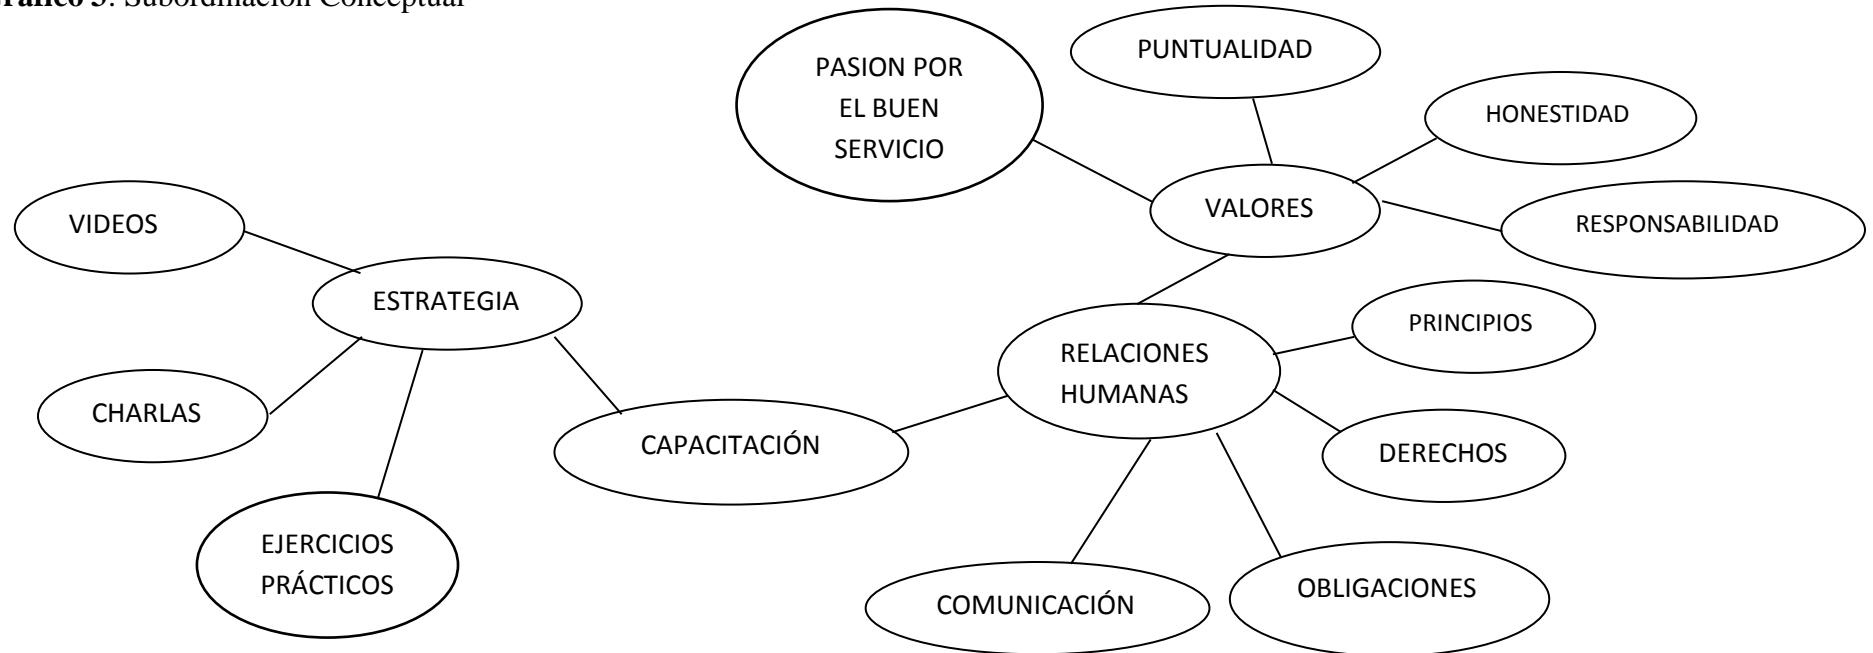 Gráfico 3: Subordinación Conceptual
PASION POR
EL BUEN
SERVICIO
PUNTUALIDAD
HONESTIDAD
VALORES
RESPONSABILIDAD
VIDEOS
ESTRATEGIA
PRINCIPIOS
RELACIONES
HUMANAS
CHARLAS
CAPACITACIÓN
DERECHOS
EJERCICIOS
PRÁCTICOS
COMUNICACIÓN
OBLIGACIONES